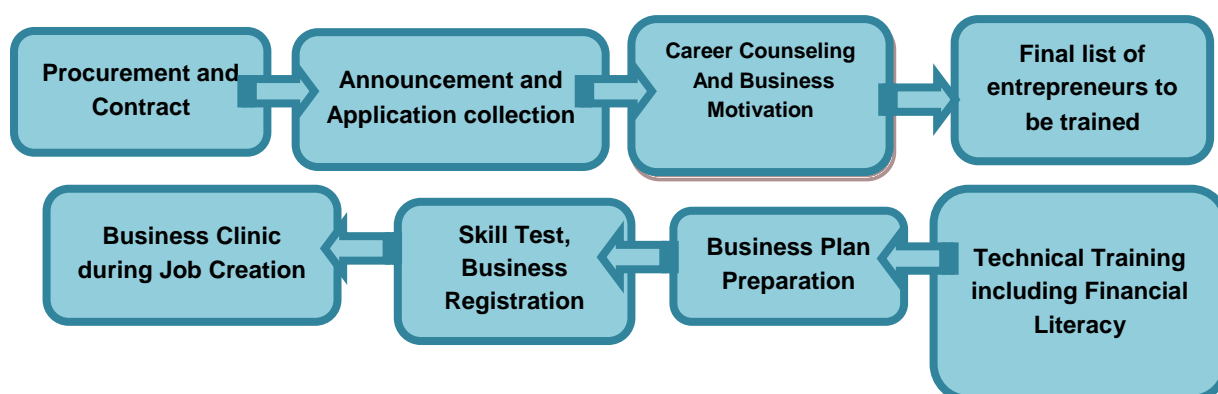 Procurement and
Contract
Announcement and
Application collection
Career Counseling
And Business
Motivation
Final list of
entrepreneurs to
be trained
Technical Training
including Financial
Literacy
Business Plan
Preparation
Skill Test,
Business
Registration
Business Clinic
during Job Creation